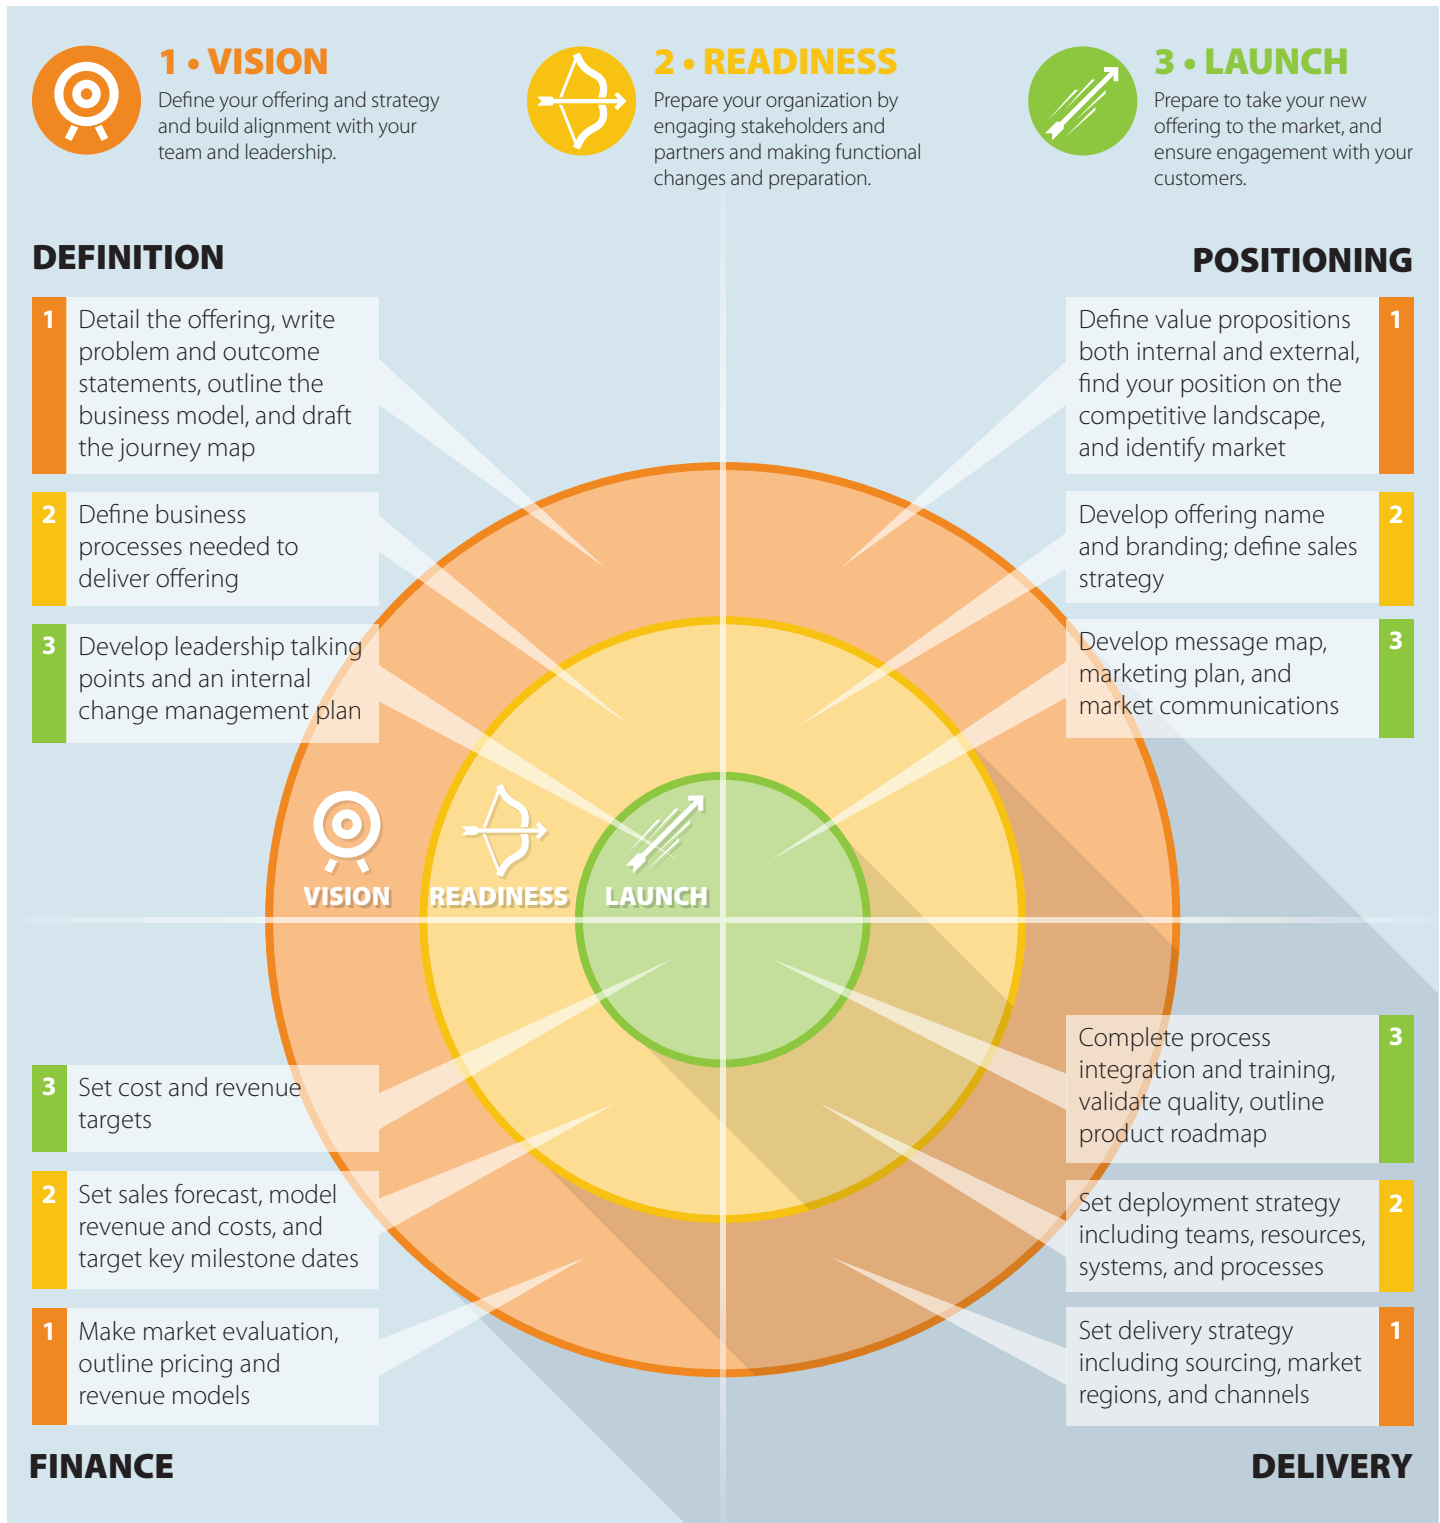 1 • VISION
Define your offering and strategy
and build alignment with your
team and leadership.
2 • READINESS
Prepare your organization by
engaging stakeholders and
partners and making functional
changes and preparation.
3 • LAUNCH
Prepare to take your new
offering to the market, and
ensure engagement with your
customers.
DEFINITION
1
Detail the offering, write
problem and outcome
statements, outline the
business model, and draft
the journey map
2
Define business
processes needed to
deliver offering
3
Develop leadership talking
points and an internal
change management plan
POSITIONING
Define value propositions
both internal and external,
find your position on the
competitive landscape,
and identify market
1
Develop offering name
and branding; define sales
strategy
2
Develop message map,
marketing plan, and
market communications
3
VISION
READINESS
LAUNCH
3
Set cost and revenue
targets
2
Set sales forecast, model
revenue and costs, and
target key milestone dates
1
Make market evaluation,
outline pricing and
revenue models
FINANCE
Complete process
integration and training,
validate quality, outline
product roadmap
3
Set deployment strategy
including teams, resources,
systems, and processes
2
Set delivery strategy
including sourcing, market
regions, and channels
1
DELIVERY